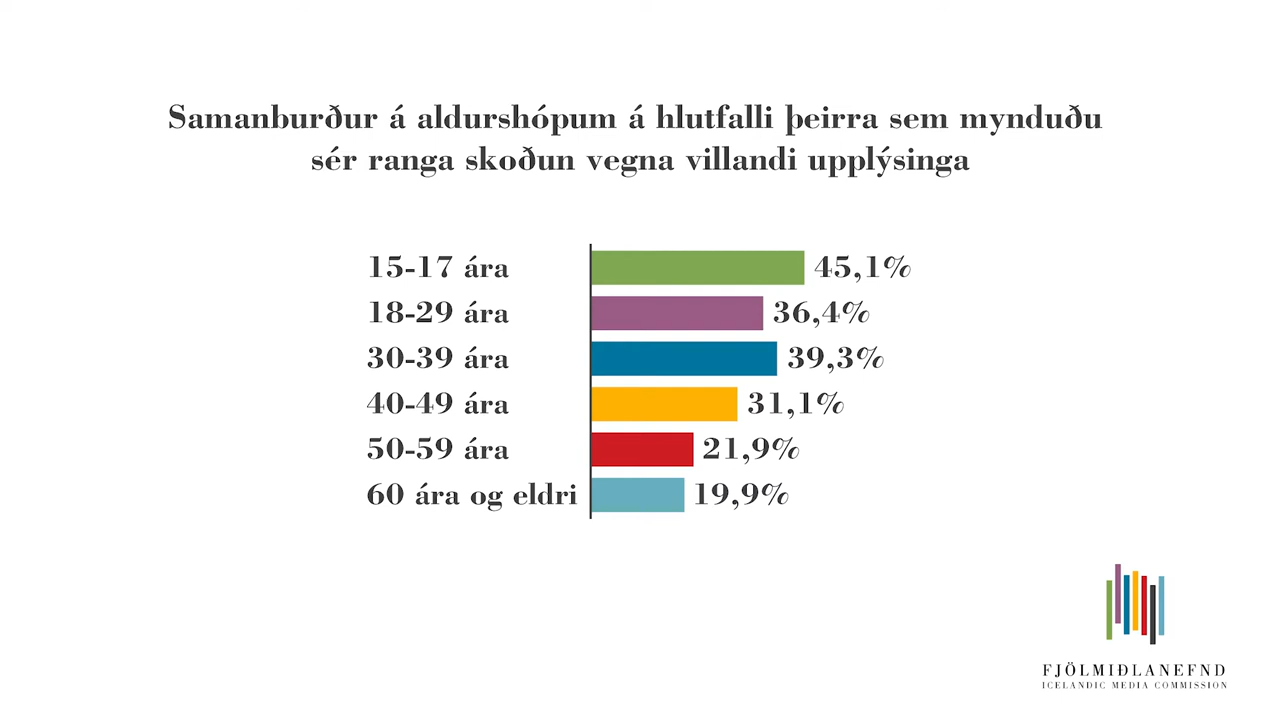 Samanburður á aldurshópum á hlutfalli þeirra sem mynduðu
sér ranga skoðun vegna villandi upplýsinga
15-17 ára 45,1%
18-29 ára 36,4%
30-39 ára 39,3%
40-49 ára 31,1%
50-59 ára 21,9%
60 ára og eldri 19,9%
FJÖLMIÐLANEFND
ICELANDIC MEDIA COMMISSION